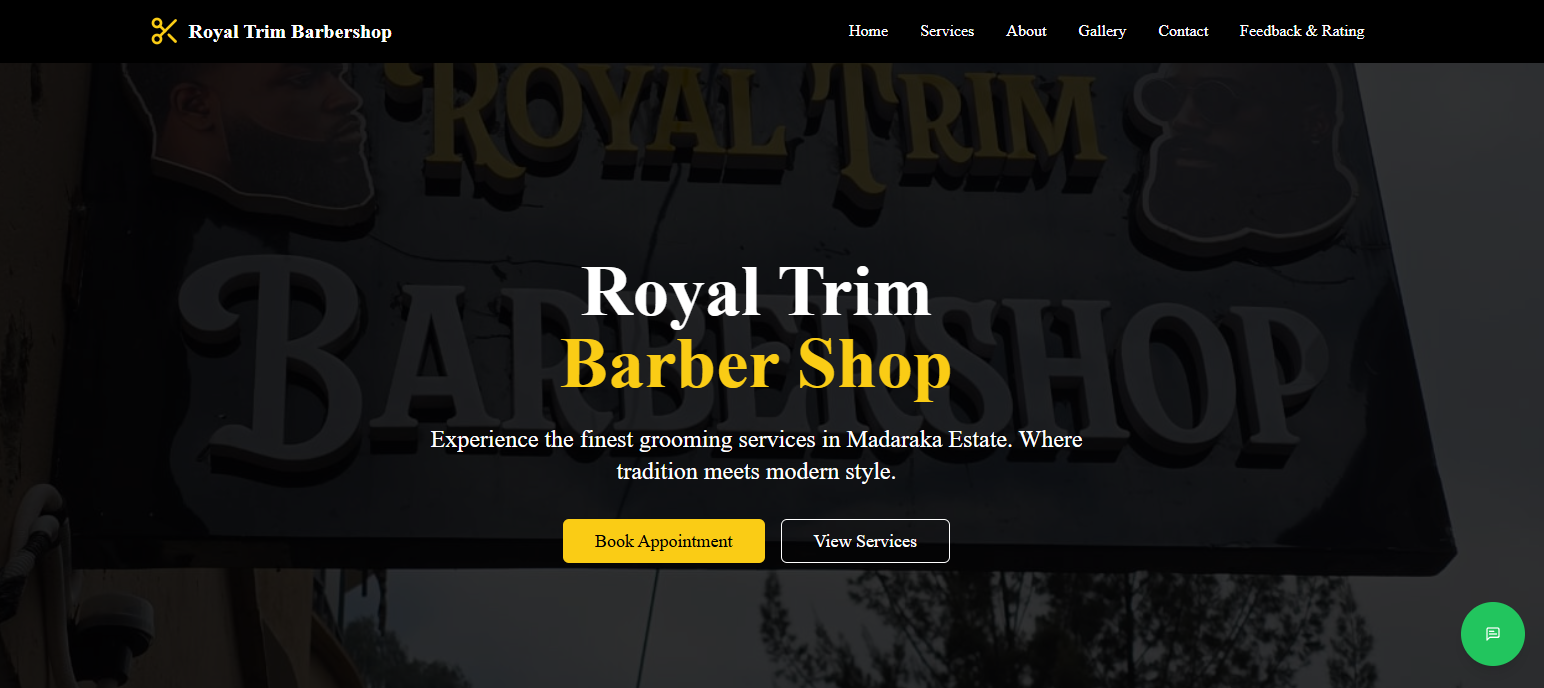 Royal Trim Barbershop
Home Services About Gallery Contact Feedback & Rating
ROYAL TRIM
BARBERSHOP
Royal Trim
Barber Shop
Experience the finest grooming services in Madaraka Estate. Where
tradition meets modern style.
Book Appointment View Services